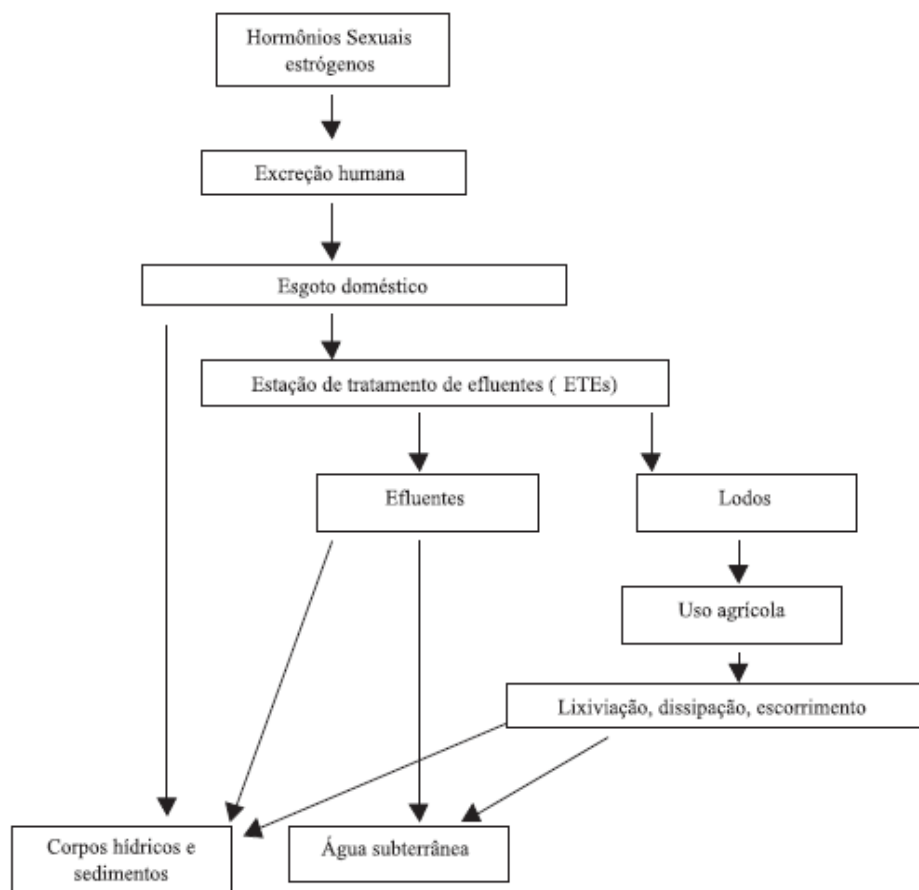 Hormônios Sexuais
estrógenos
Excreção humana
Esgoto doméstico
Estação de tratamento de efluentes ( ETEs)
Efluentes
Lodos
Uso agrícola
Lixiviação, dissipação, escorrimento
Corpos hídricos e
sedimentos
Água subterrânea